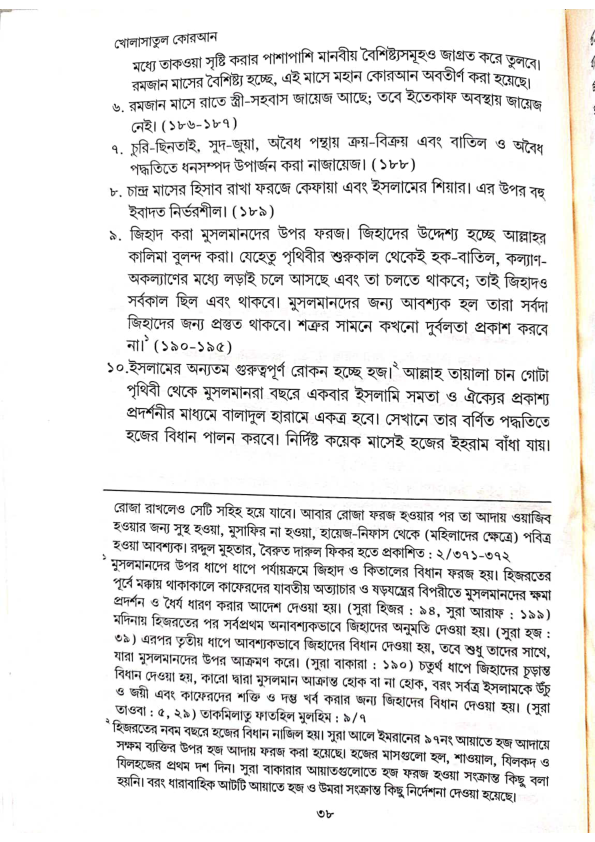 খোলাসাতুল কোরআন
মধ্যে তাকওয়া সৃষ্টি করার পাশাপাশি মানবীয় বৈশিষ্ট্যসমূহও জাগ্রত করে তুলবে।
রমজান মাসের বৈশিষ্ট্য হচ্ছে, এই মাসে মহান কোরআন অবতীর্ণ করা হয়েছে।
৬. রমজান মাসে রাতে স্ত্রী-সহবাস জায়েজ আছে; তবে ইতেকাফ অবস্থায় জায়েজ
নেই। (১৮৬-১৮৭)
৭. চুরি-ছিনতাই, সুদ-জুয়া, অবৈধ পন্থায় ক্রয়-বিক্রয় এবং বাতিল ও অবৈধ
পদ্ধতিতে ধনসম্পদ উপার্জন করা নাজায়েজ। (১৮৮)
৮. চান্দ্র মাসের হিসাব রাখা ফরজে কেফায়া এবং ইসলামের শিয়ার। এর উপর বহু
ইবাদত নির্ভরশীল। (১৮৯)
৯. জিহাদ করা মুসলমানদের উপর ফরজ। জিহাদের উদ্দেশ্য হচ্ছে আল্লাহর
কালিমা বুলন্দ করা। যেহেতু পৃথিবীর শুরুকাল থেকেই হক-বাতিল, কল্যাণ-
অকল্যাণের মধ্যে লড়াই চলে আসছে এবং তা চলতে থাকবে; তাই জিহাদও
সর্বকাল ছিল এবং থাকবে। মুসলমানদের জন্য আবশ্যক হল তারা সর্বদা
জিহাদের জন্য প্রস্তুত থাকবে। শত্রুর সামনে কখনো দুর্বলতা প্রকাশ করবে
না।¹ (১৯০-১৯৫)
১০.ইসলামের অন্যতম গুরুত্বপূর্ণ রোকন হচ্ছে হজ।² আল্লাহ তায়ালা চান গোটা
পৃথিবী থেকে মুসলমানরা বছরে একবার ইসলামি সমতা ও ঐক্যের প্রকাশ্য
প্রদর্শনীর মাধ্যমে বালাদুল হারামে একত্র হবে। সেখানে তার বর্ণিত পদ্ধতিতে
হজের বিধান পালন করবে। নির্দিষ্ট কয়েক মাসেই হজের ইহরাম বাঁধা যায়।
রোজা রাখলেও সেটি সহিহ হয়ে যাবে। আবার রোজা ফরজ হওয়ার পর তা আদায় ওয়াজিব
হওয়ার জন্য সুস্থ হওয়া, মুসাফির না হওয়া, হায়েজ-নিফাস থেকে (মহিলাদের ক্ষেত্রে) পবিত্র
হওয়া আবশ্যক। রদ্দুল মুহতার, বৈরুত দারুল ফিকর হতে প্রকাশিত : ২/৩৭১-৩৭২
¹ মুসলমানদের উপর ধাপে ধাপে পর্যায়ক্রমে জিহাদ ও কিতালের বিধান ফরজ হয়। হিজরতের
পূর্বে মক্কায় থাকাকালে কাফেরদের যাবতীয় অত্যাচার ও ষড়যন্ত্রের বিপরীতে মুসলমানদের ক্ষমা
প্রদর্শন ও ধৈর্য ধারণ করার আদেশ দেওয়া হয়। (সুরা হিজর : ৯৪, সুরা আরাফ : ১৯৯)
মদিনায় হিজরতের পর সর্বপ্রথম অনাবশ্যকভাবে জিহাদের অনুমতি দেওয়া হয়। (সুরা হজ :
৩৯) এরপর তৃতীয় ধাপে আবশ্যকভাবে জিহাদের বিধান দেওয়া হয়, তবে শুধু তাদের সাথে,
যারা মুসলমানদের উপর আক্রমণ করে। (সুরা বাকারা : ১৯০) চতুর্থ ধাপে জিহাদের চূড়ান্ত
বিধান দেওয়া হয়, কারো দ্বারা মুসলমান আক্রান্ত হোক বা না হোক, বরং সর্বত্র ইসলামকে উঁচু
ও জয়ী এবং কাফেরদের শক্তি ও দম্ভ খর্ব করার জন্য জিহাদের বিধান দেওয়া হয়। (সুরা
তাওবা : ৫, ২৯) তাকমিলাতু ফাতহিল মুলহিম : ৯/৭
² হিজরতের নবম বছরে হজের বিধান নাজিল হয়। সুরা আলে ইমরানের ৯৭নং আয়াতে হজ আদায়ে
সক্ষম ব্যক্তির উপর হজ আদায় ফরজ করা হয়েছে। হজের মাসগুলো হল, শাওয়াল, যিলকদ ও
যিলহজের প্রথম দশ দিন। সুরা বাকারার আয়াতগুলোতে হজ ফরজ হওয়া সংক্রান্ত কিছু বলা
হয়নি। বরং ধারাবাহিক আটটি আয়াতে হজ ও উমরা সংক্রান্ত কিছু নির্দেশনা দেওয়া হয়েছে।
৩৮